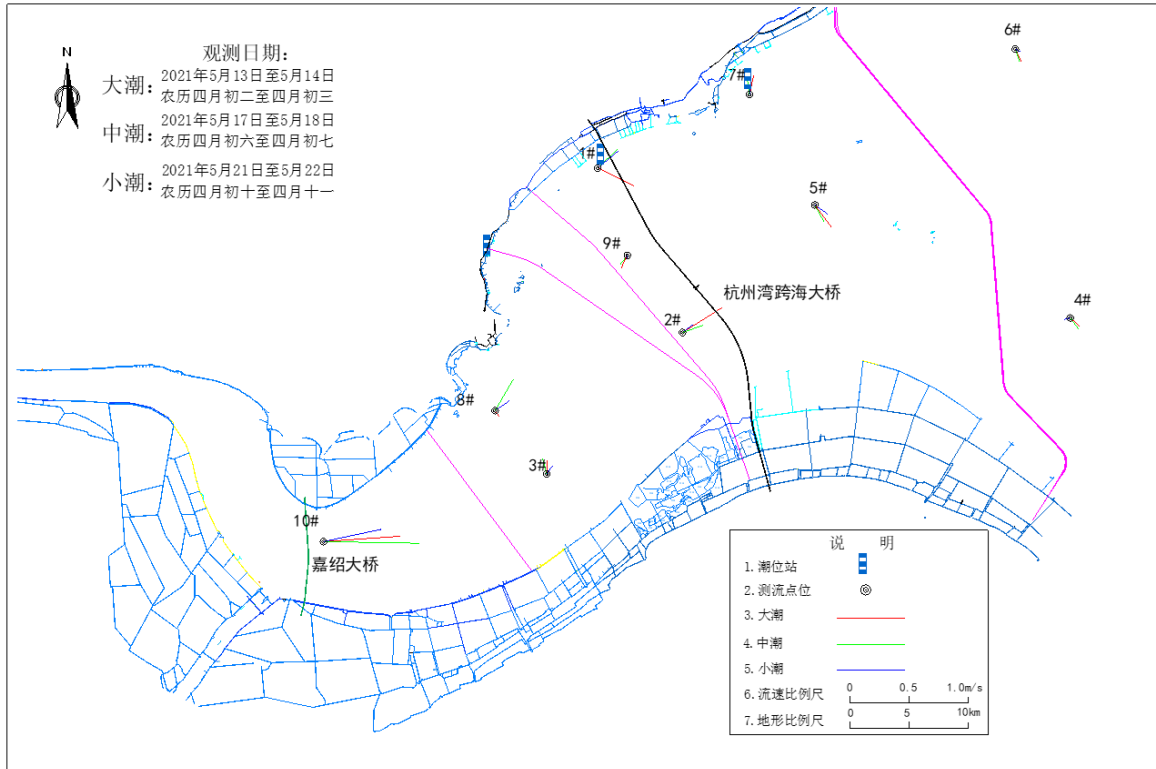 N
观测日期:
大潮:
2021年5月13日至5月14日
农历四月初二至四月初三
中潮:
2021年5月17日至5月18日
农历四月初六至四月初七
小潮:
2021年5月21日至5月22日
农历四月初十至四月十一
6#
7#
1#
5#
9#
杭州湾跨海大桥
4#
2#
8#
3#
10#
嘉绍大桥
说 明
1.潮位站
2.测流点位
3.大潮
4.中潮
5.小潮
6.流速比例尺 0 0.5 1.0m/s
7.地形比例尺 0 5 10km